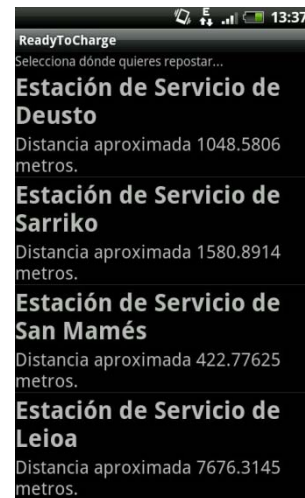 E 13:37
ReadyToCharge
Selecciona dónde quieres repostar...
Estación de Servicio de
Deusto
Distancia aproximada 1048.5806
metros.
Estación de Servicio de
Sarriko
Distancia aproximada 1580.8914
metros.
Estación de Servicio de
San Mamés
Distancia aproximada 422.77625
metros.
Estación de Servicio de
Leioa
Distancia aproximada 7676.3145
metros.